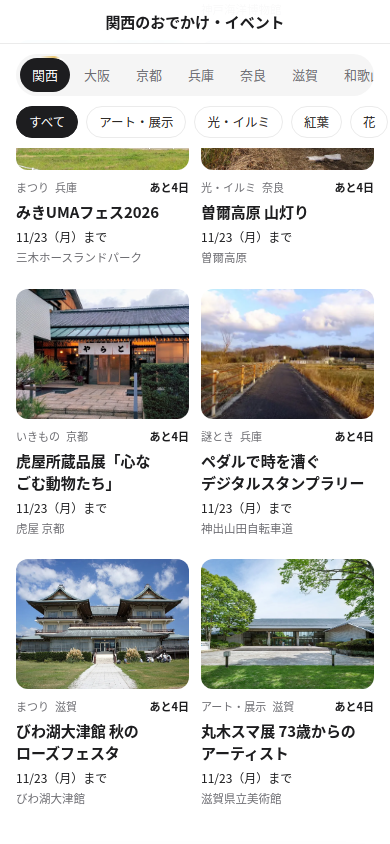 関西のおでかけ・イベント
関西 大阪 京都 兵庫 奈良 滋賀
すべて アート・展示 光・イルミ 紅葉 花
まつり 兵庫 あと4日
みきUMAフェス2026
11/23（月）まで
三木ホースランドパーク
光・イルミ 奈良 あと4日
曽爾高原 山灯り
11/23（月）まで
曽爾高原
やらと
いきもの 京都 あと4日
虎屋所蔵品展「心な
ごむ動物たち」
11/23（月）まで
虎屋 京都
謎とき 兵庫 あと4日
ペダルで時を漕ぐ
デジタルスタンプラリー
11/23（月）まで
神出山田自転車道
まつり 滋賀 あと4日
びわ湖大津館 秋の
ローズフェスタ
11/23（月）まで
びわ湖大津館
アート・展示 滋賀 あと4日
丸木スマ展 73歳からの
アーティスト
11/23（月）まで
滋賀県立美術館